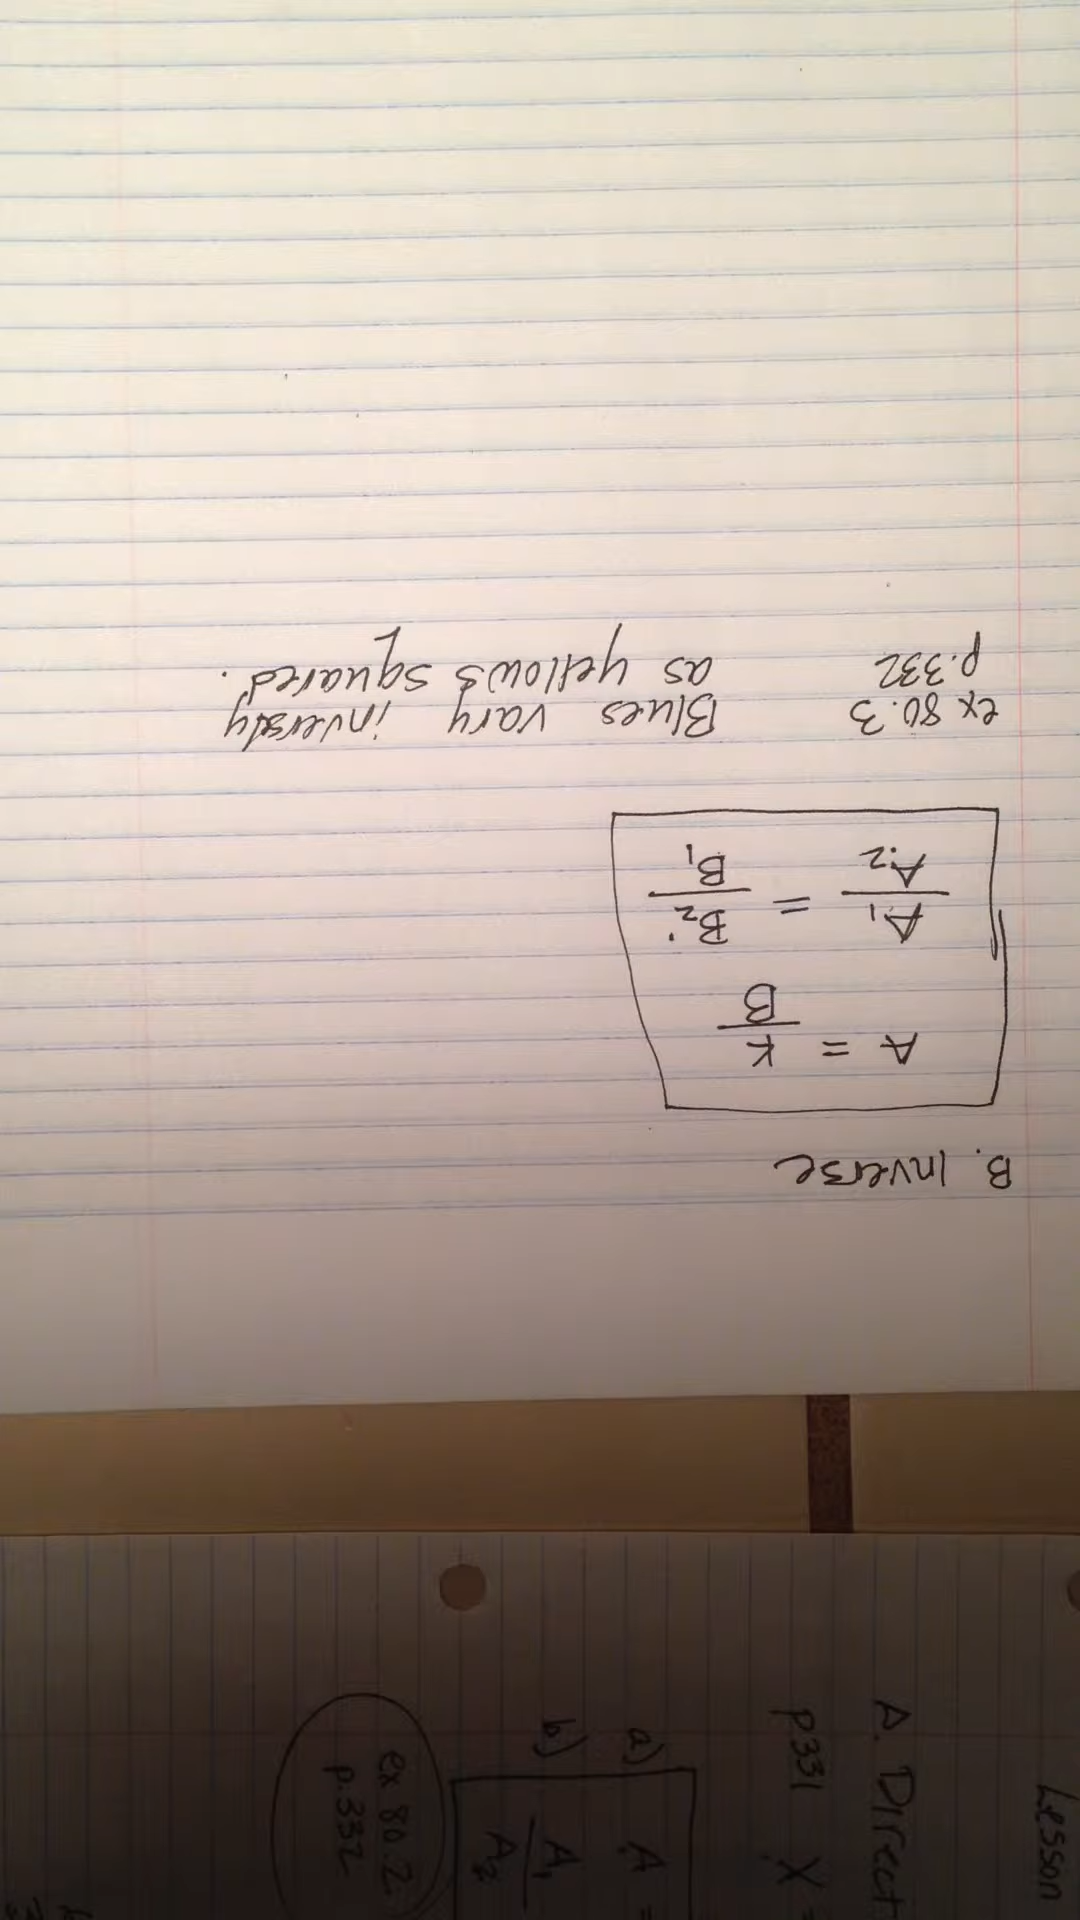 B. Inverse
A = K/B
A₁/A₂ = B₂/B₁
ex 80.3 Blues vary inversely
p.332 as yellows squared.
Lesson
A. Direct
p331 X =
a) A =
b) A₁/A₂
ex 80.2
p.332